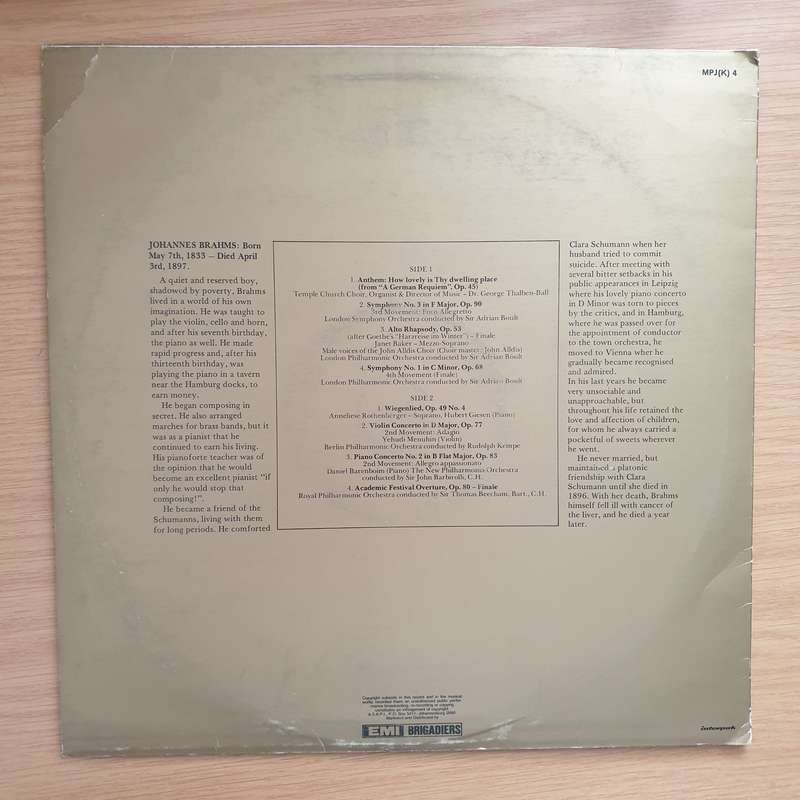 MPJ(K) 4
JOHANNES BRAHMS: Born
May 7th, 1833 – Died April
3rd, 1897.
A quiet and reserved boy,
shadowed by poverty, Brahms
lived in a world of his own
imagination. He was taught to
play the violin, cello and horn,
and after his seventh birthday,
the piano as well. He made
rapid progress and, after his
thirteenth birthday, was
playing the piano in a tavern
near the Hamburg docks, to
earn money.
He began composing in
secret. He also arranged
marches for brass bands, but it
was as a pianist that he
continued to earn his living.
His pianoforte teacher was of
the opinion that he would
become an excellent pianist “if
only he would stop that
composing!”.
He became a friend of the
Schumanns, living with them
for long periods. He comforted
SIDE 1
1. Anthem: How lovely is Thy dwelling place
(from “A German Requiem”, Op. 45)
Temple Church Choir, Organist & Director of Music – Dr. George Thalben-Ball
2. Symphony No. 3 in F Major, Op. 90
3rd Movement: Poco Allegretto
London Symphony Orchestra conducted by Sir Adrian Boult
3. Alto Rhapsody, Op. 53
(after Goethe's “Harzreise im Winter”) – Finale
Janet Baker – Mezzo-Soprano
Male voices of the John Alldis Choir (Choir master: John Alldis)
London Philharmonic Orchestra conducted by Sir Adrian Boult
4. Symphony No. 1 in C Minor, Op. 68
4th Movement (Finale)
London Philharmonic Orchestra conducted by Sir Adrian Boult
SIDE 2
1. Wiegenlied, Op. 49 No. 4
Anneliese Rothenberger – Soprano, Hubert Giesen (Piano)
2. Violin Concerto in D Major, Op. 77
2nd Movement: Adagio
Yehudi Menuhin (Violin)
Berlin Philharmonic Orchestra conducted by Rudolph Kempe
3. Piano Concerto No. 2 in B Flat Major, Op. 83
2nd Movement: Allegro appassionato
Daniel Barenboim (Piano) The New Philharmonia Orchestra
conducted by Sir John Barbirolli, C.H.
4. Academic Festival Overture, Op. 80 – Finale
Royal Philharmonic Orchestra conducted by Sir Thomas Beecham, Bart., C.H.
Clara Schumann when her
husband tried to commit
suicide. After meeting with
several bitter setbacks in his
public appearances in Leipzig
where his lovely piano concerto
in D Minor was torn to pieces
by the critics, and in Hamburg,
where he was passed over for
the appointment of conductor
to the town orchestra, he
moved to Vienna wher he
gradually became recognised
and admired.
In his last years he became
very unsociable and
unapproachable, but
throughout his life retained the
love and affection of children,
for whom he always carried a
pocketful of sweets wherever
he went.
He never married, but
maintained a platonic
friendship with Clara
Schumann until she died in
1896. With her death, Brahms
himself fell ill with cancer of
the liver, and he died a year
later.
Copyright subsists in this record and in the musical
works recorded
Marketed and Distributed by
EMI BRIGADIERS
interpak